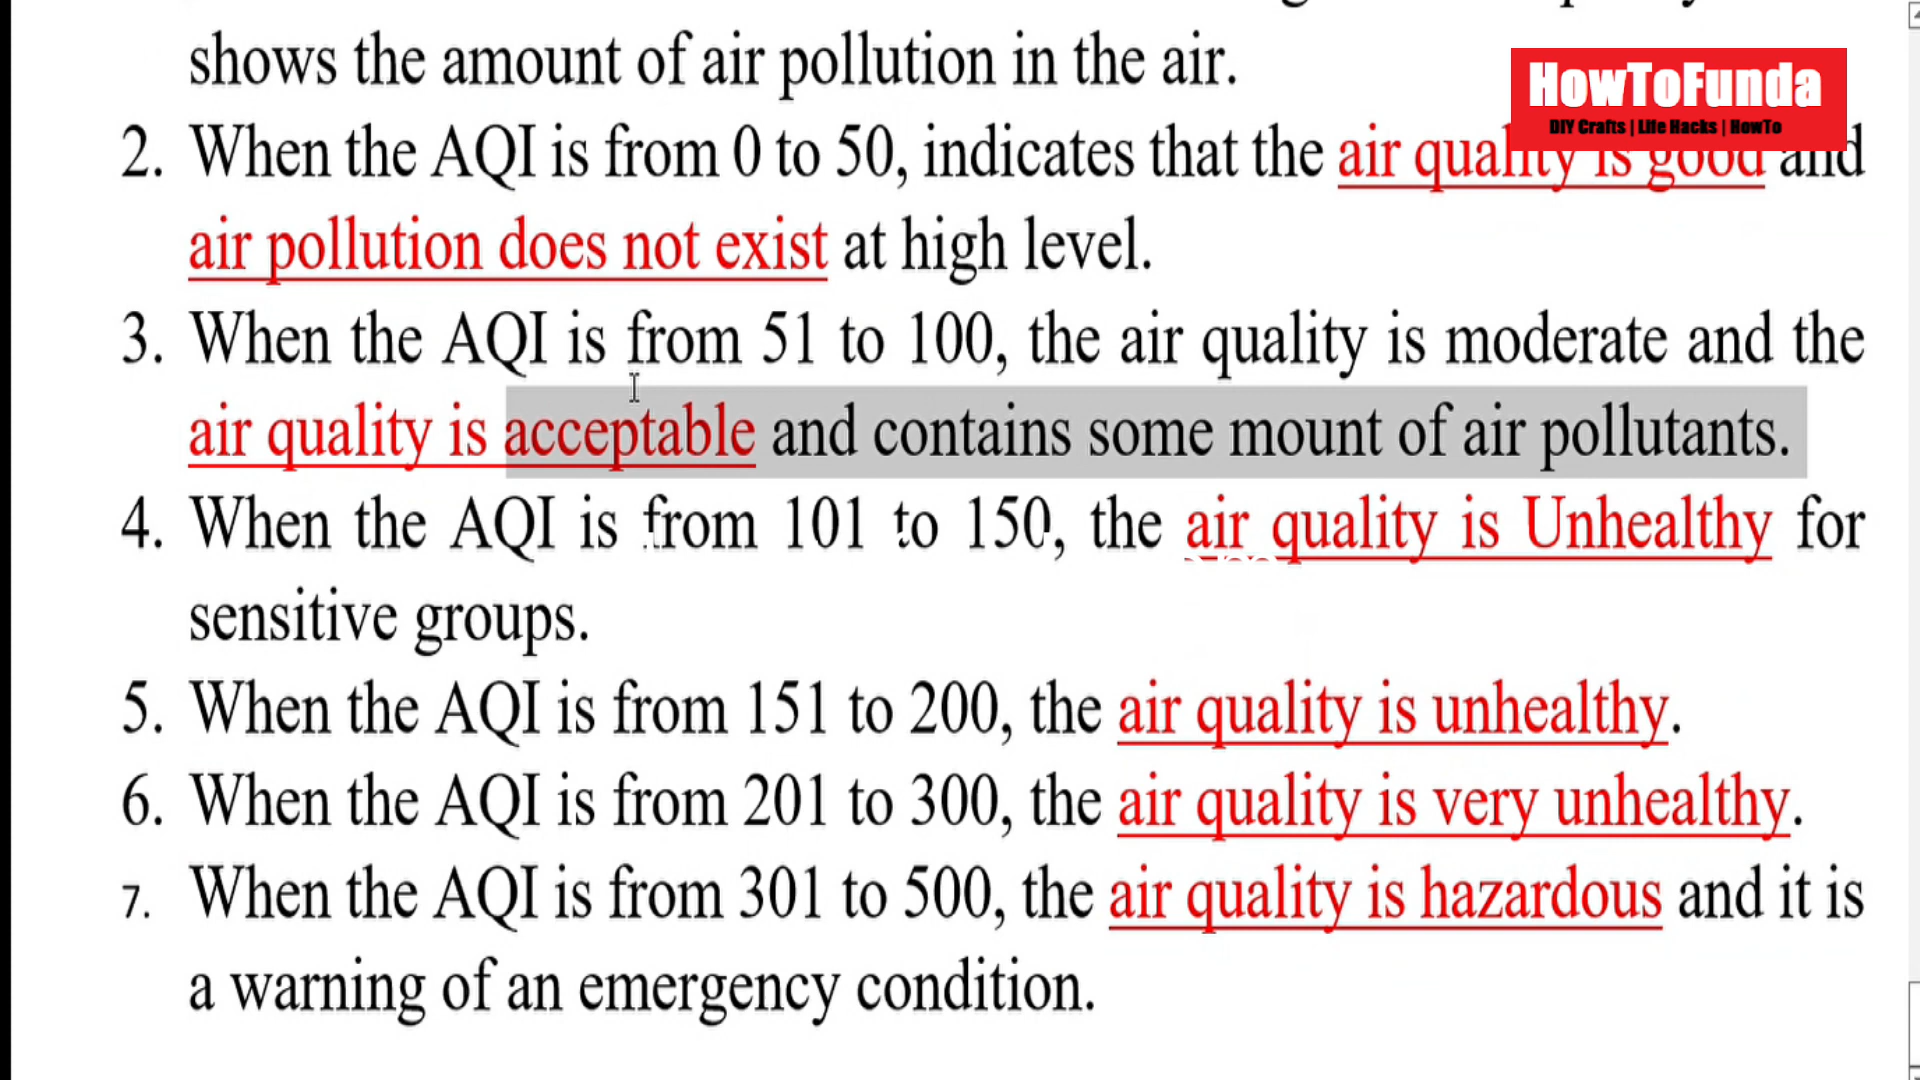 shows the amount of air pollution in the air.
HowToFunda
DIY Crafts | Life Hacks | HowTo
2. When the AQI is from 0 to 50, indicates that the air quality is good and
air pollution does not exist at high level.
3. When the AQI is from 51 to 100, the air quality is moderate and the
air quality is acceptable and contains some mount of air pollutants.
4. When the AQI is from 101 to 150, the air quality is Unhealthy for
sensitive groups.
5. When the AQI is from 151 to 200, the air quality is unhealthy.
6. When the AQI is from 201 to 300, the air quality is very unhealthy.
7. When the AQI is from 301 to 500, the air quality is hazardous and it is
a warning of an emergency condition.